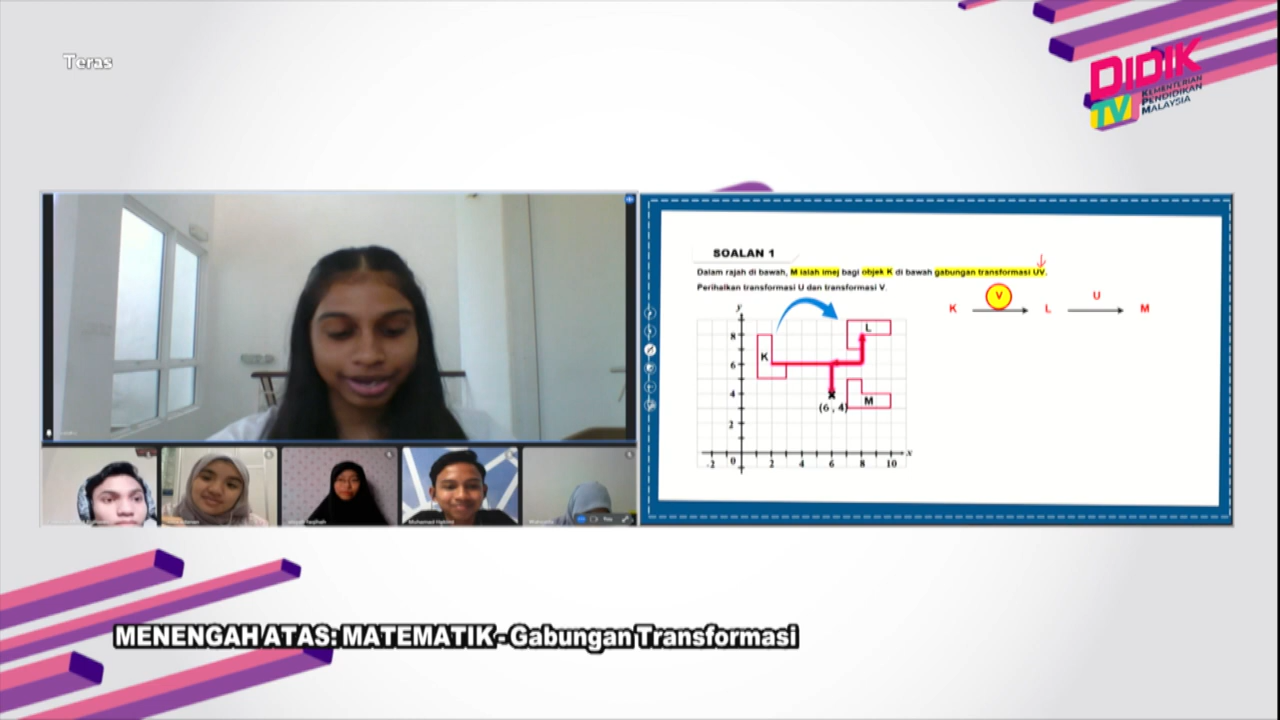 Teras
DIDIK
TV
KEMENTERIAN
PENDIDIKAN
MALAYSIA
SOALAN 1
Dalam rajah di bawah, M ialah imej bagi objek K di bawah gabungan transformasi UV.
Perihalkan transformasi U dan transformasi V.
K V L U M
y
8
6
4
2
0
-2 2 4 6 8 10 x
K
L
M
(6 , 4)
MENENGAH ATAS: MATEMATIK - Gabungan Transformasi